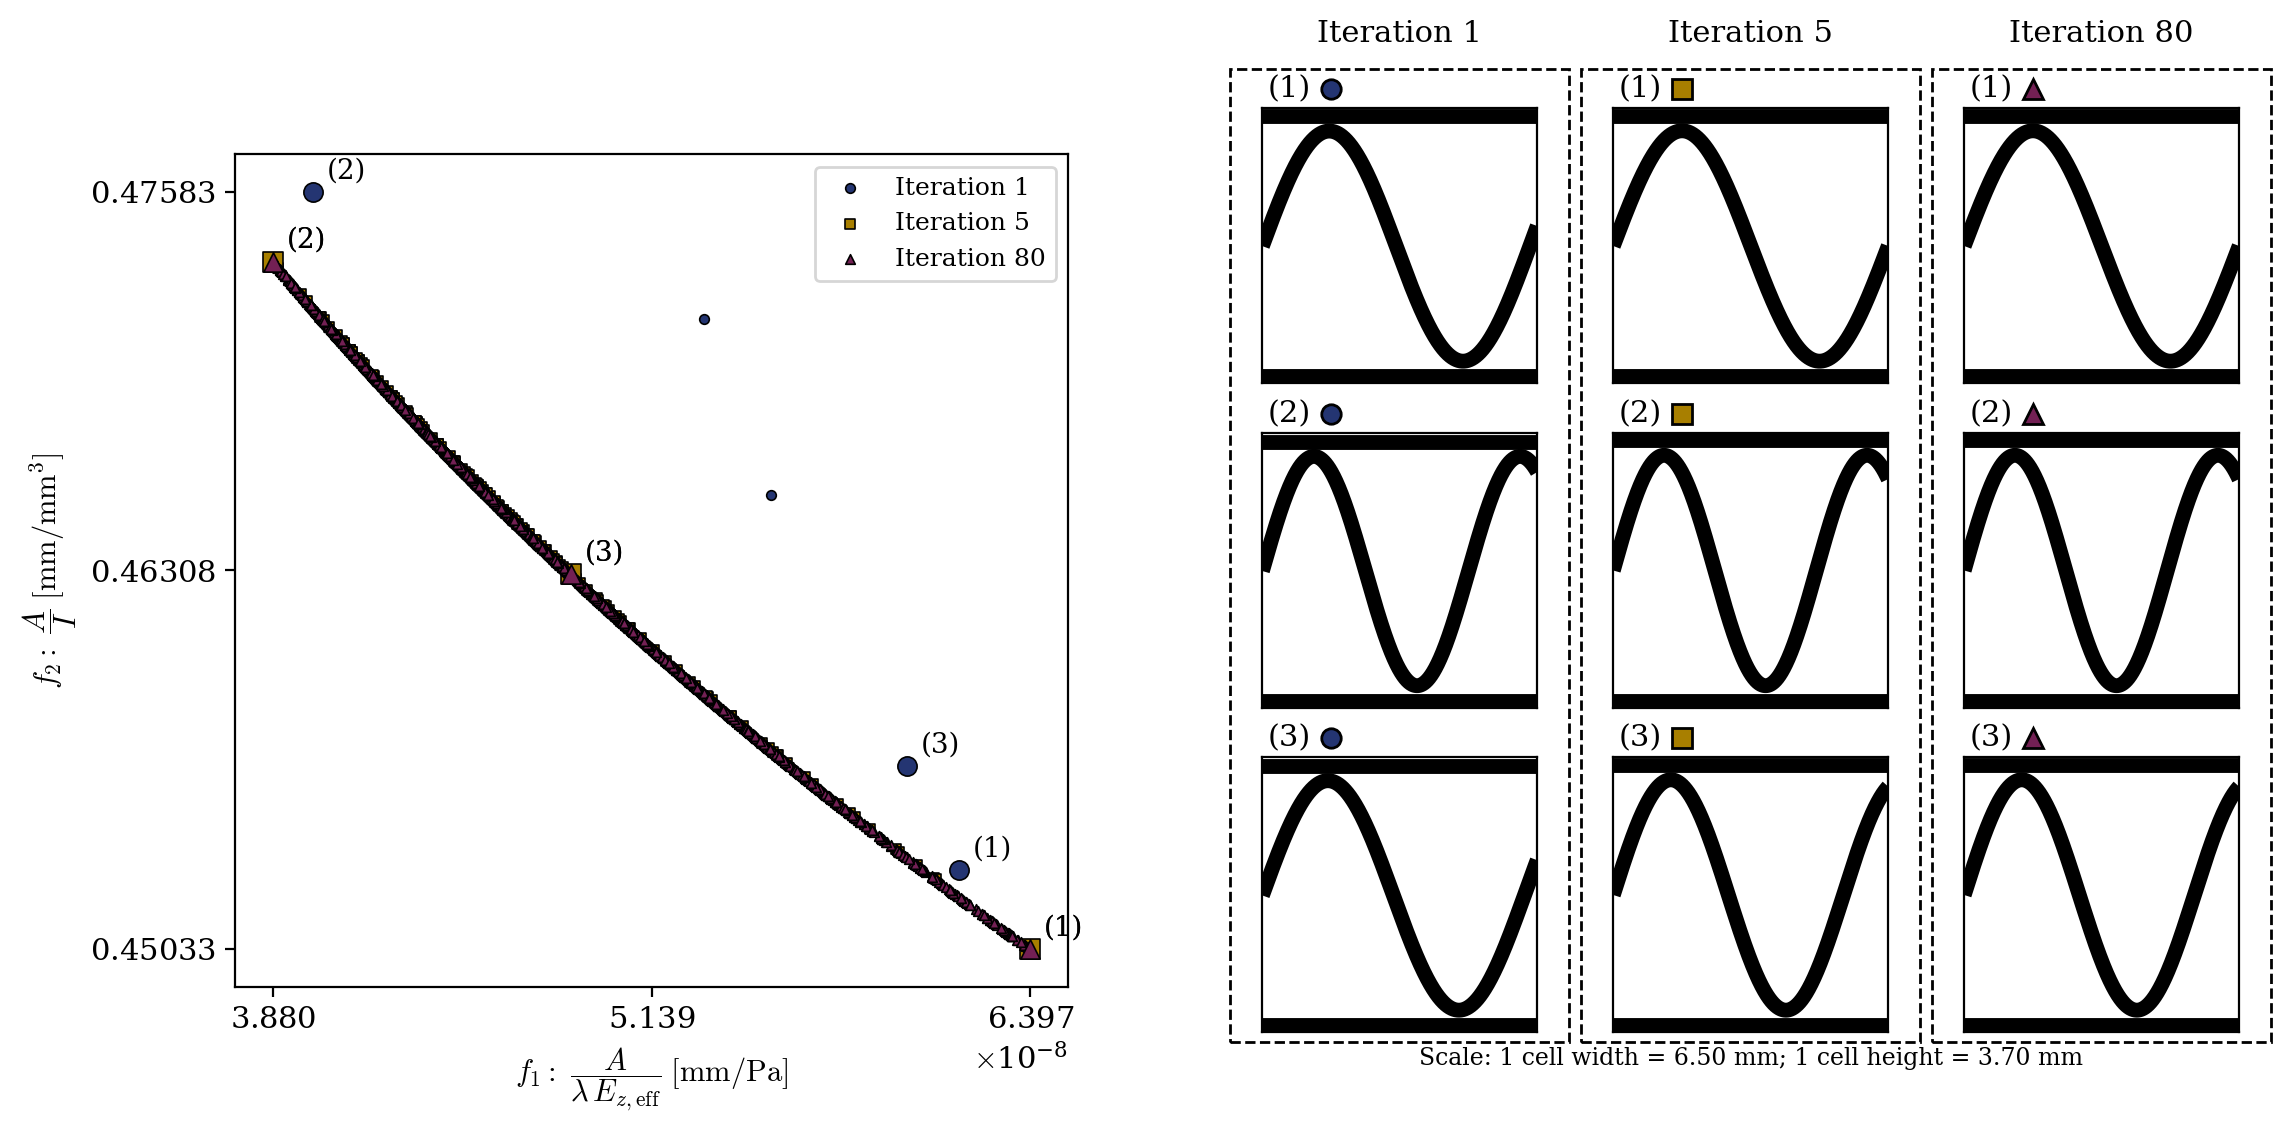 Iteration 1 Iteration 5 Iteration 80
(1) (1) (1)
(2) (2) (2)
(3) (3) (3)
Scale: 1 cell width = 6.50 mm; 1 cell height = 3.70 mm
(2)
(2)
(3)
(3)
(1)
(1)
Iteration 1
Iteration 5
Iteration 80
0.47583
0.46308
0.45033
f₂ : A/I [mm/mm³]
3.880 5.139 6.397
×10⁻⁸
f₁ : A/(λ E_z,eff) [mm/Pa]